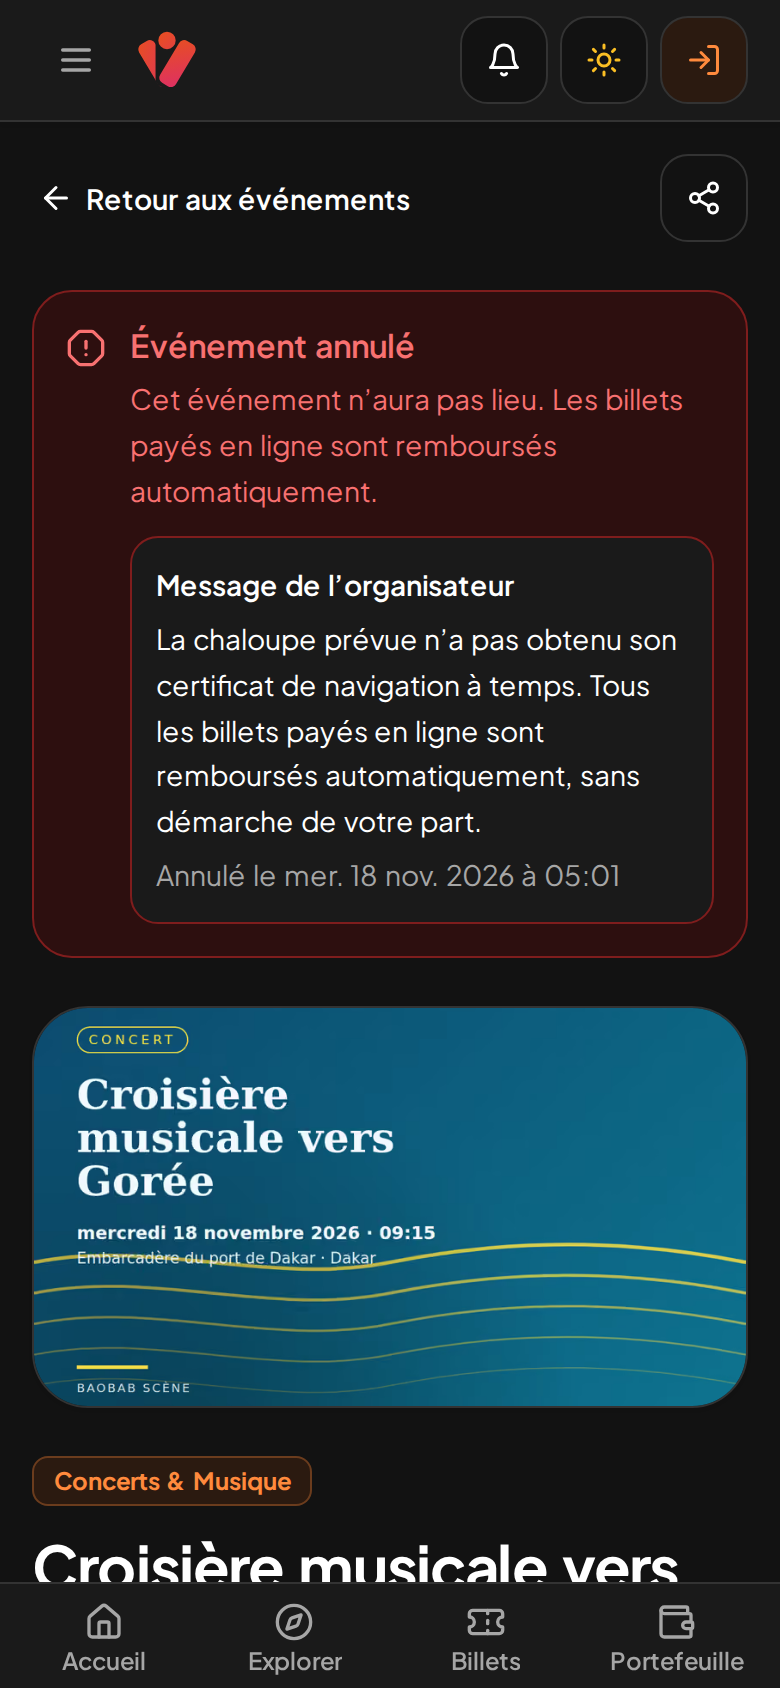 Retour aux événements
Événement annulé
Cet événement n’aura pas lieu. Les billets
payés en ligne sont remboursés
automatiquement.
Message de l’organisateur
La chaloupe prévue n’a pas obtenu son
certificat de navigation à temps. Tous
les billets payés en ligne sont
remboursés automatiquement, sans
démarche de votre part.
Annulé le mer. 18 nov. 2026 à 05:01
CONCERT
Croisière
musicale vers
Gorée
mercredi 18 novembre 2026 · 09:15
Embarcadère du port de Dakar · Dakar
BAOBAB SCÈNE
Concerts & Musique
Croisière musicale vers
Accueil
Explorer
Billets
Portefeuille